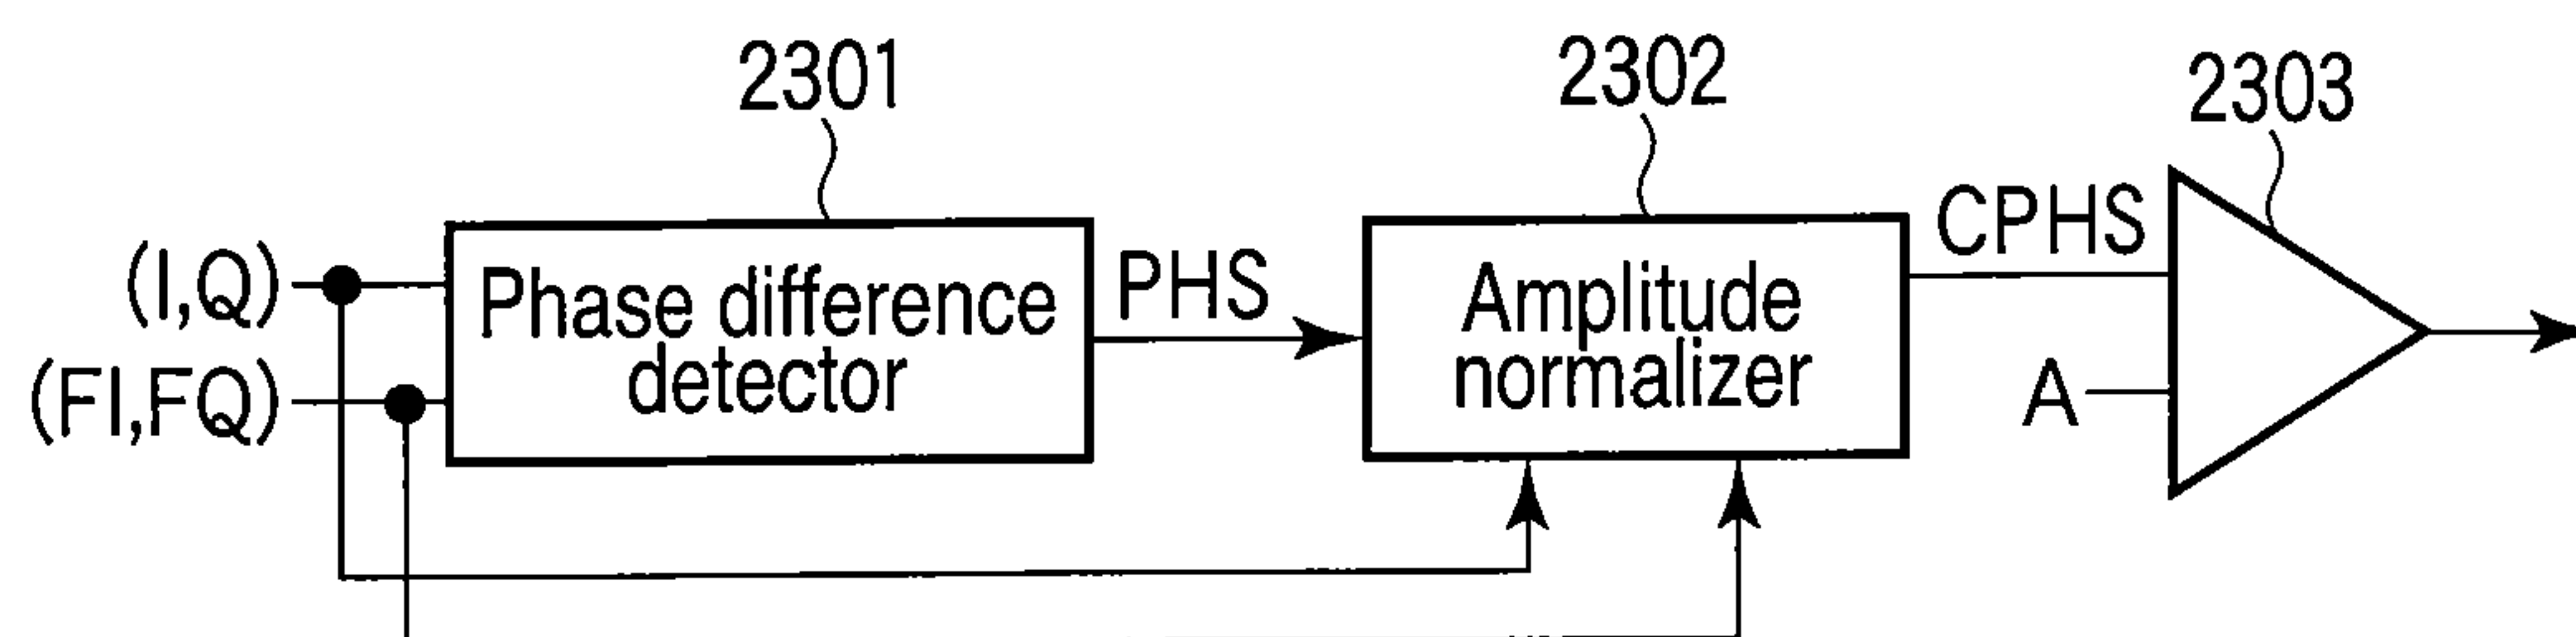 2301
2302
2303
(I,Q)
(FI,FQ)
Phase difference
detector
PHS
Amplitude
normalizer
CPHS
A